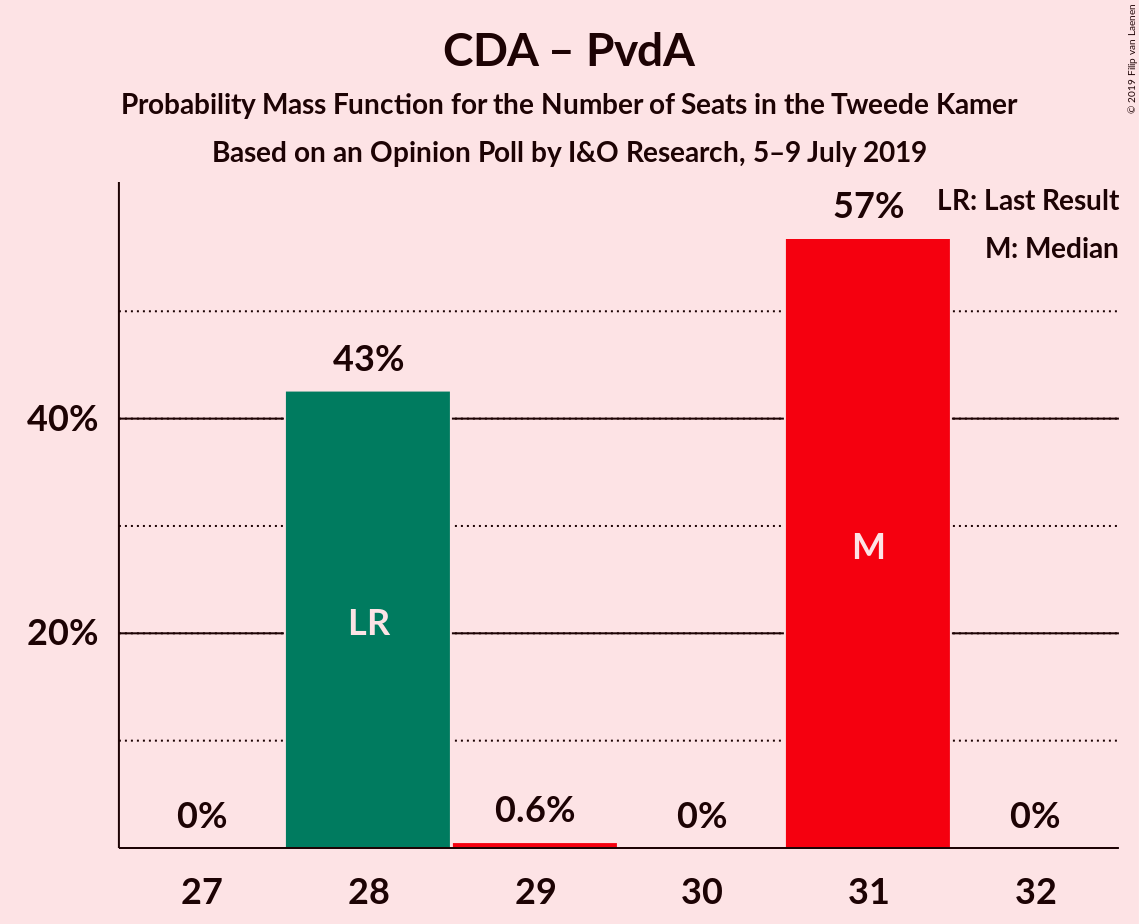 CDA – PvdA
Probability Mass Function for the Number of Seats in the Tweede Kamer
Based on an Opinion Poll by I&O Research, 5–9 July 2019
© 2019 Filip van Laenen
LR: Last Result
M: Median
57%
43%
40%
M
LR
20%
0%
0.6%
0%
0%
27
28
29
30
31
32